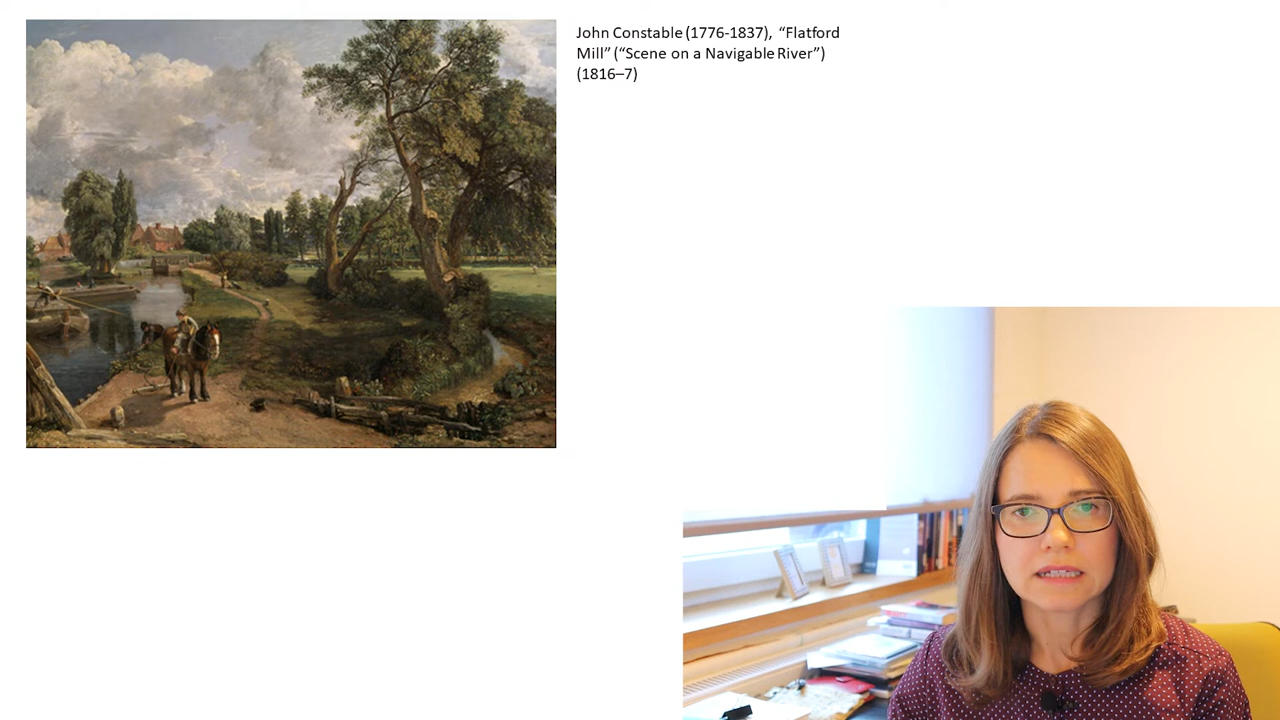 John Constable (1776-1837), “Flatford
Mill” (“Scene on a Navigable River”)
(1816–7)